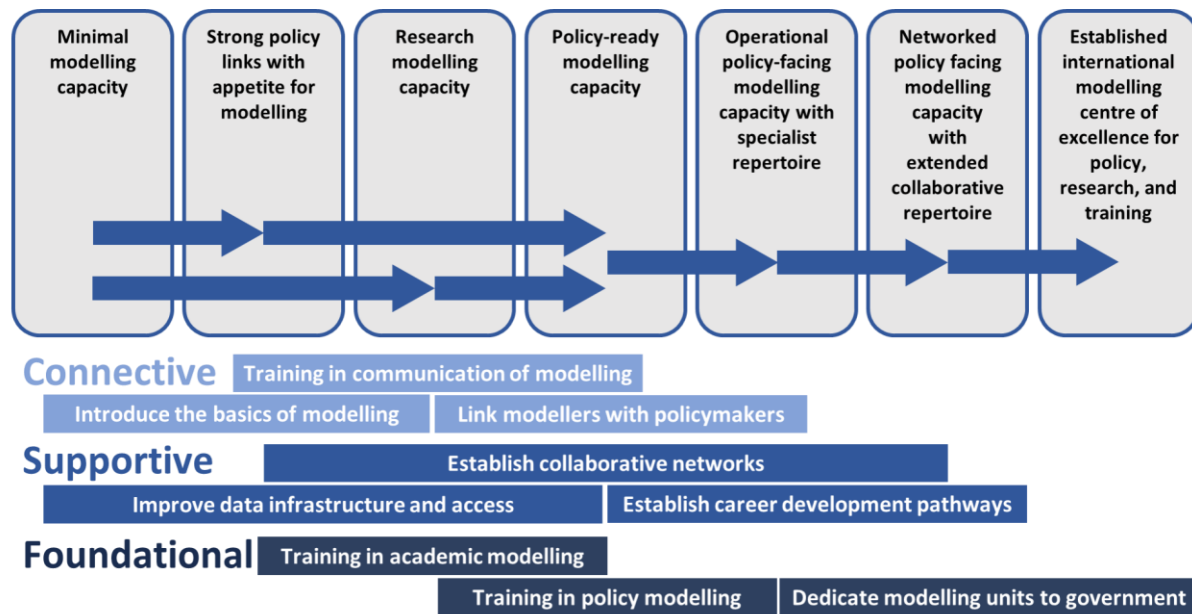 Minimal
modelling
capacity
Strong policy
links with
appetite for
modelling
Research
modelling
capacity
Policy-ready
modelling
capacity
Operational
policy-facing
modelling
capacity with
specialist
repertoire
Networked
policy facing
modelling
capacity
with
extended
collaborative
repertoire
Established
international
modelling
centre of
excellence for
policy,
research, and
training
Connective
Training in communication of modelling
Introduce the basics of modelling
Link modellers with policymakers
Supportive
Establish collaborative networks
Improve data infrastructure and access
Establish career development pathways
Foundational
Training in academic modelling
Training in policy modelling
Dedicate modelling units to government